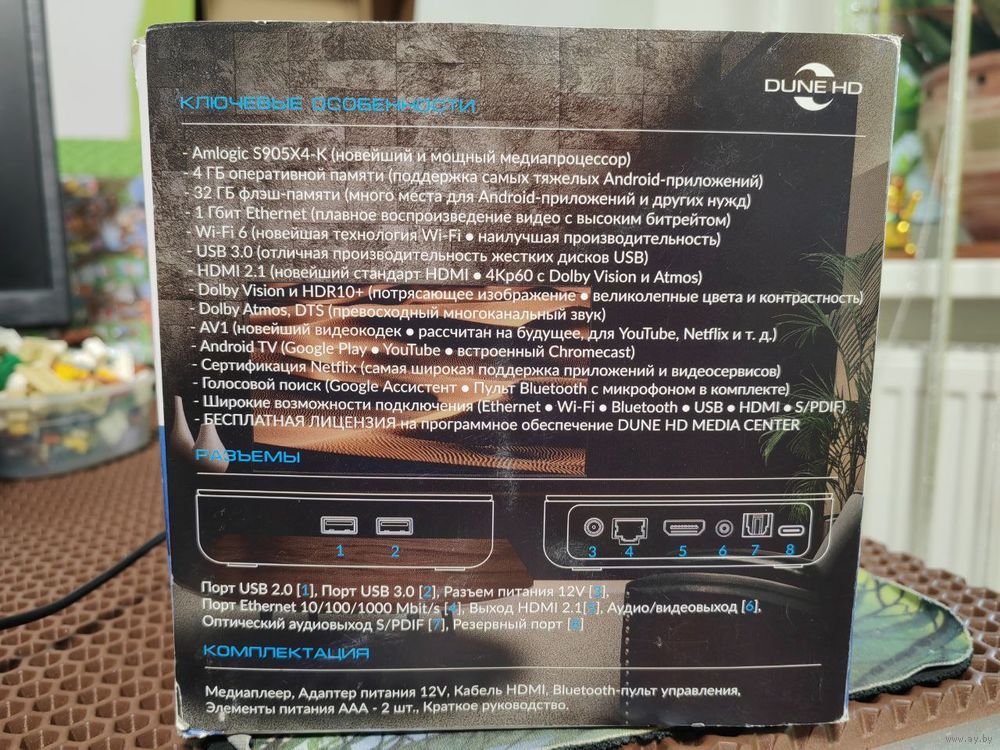 DUNE HD
КЛЮЧЕВЫЕ ОСОБЕННОСТИ
- Amlogic S905X4-K (новейший и мощный медиапроцессор)
- 4 ГБ оперативной памяти (поддержка самых тяжелых Android-приложений)
- 32 ГБ флэш-памяти (много места для Android-приложений и других нужд)
- 1 Гбит Ethernet (плавное воспроизведение видео с высоким битрейтом)
- Wi-Fi 6 (новейшая технология Wi-Fi ● наилучшая производительность)
- USB 3.0 (отличная производительность жестких дисков USB)
- HDMI 2.1 (новейший стандарт HDMI ● 4Kp60 с Dolby Vision и Atmos)
- Dolby Vision и HDR10+ (потрясающее изображение ● великолепные цвета и контрастность)
- Dolby Atmos, DTS (превосходный многоканальный звук)
- AV1 (новейший видеокодек ● рассчитан на будущее, для YouTube, Netflix и т. д.)
- Android TV (Google Play ● YouTube ● встроенный Chromecast)
- Сертификация Netflix (самая широкая поддержка приложений и видеосервисов)
- Голосовой поиск (Google Ассистент ● Пульт Bluetooth с микрофоном в комплекте)
- Широкие возможности подключения (Ethernet ● Wi-Fi ● Bluetooth ● USB ● HDMI ● S/PDIF)
- БЕСПЛАТНАЯ ЛИЦЕНЗИЯ на программное обеспечение DUNE HD MEDIA CENTER
РАЗЪЕМЫ
1 2 3 4 5 6 7 8
Порт USB 2.0 [1], Порт USB 3.0 [2], Разъем питания 12V [3],
Порт Ethernet 10/100/1000 Mbit/s [4], Выход HDMI 2.1[5], Аудио/видеовыход [6],
Оптический аудиовыход S/PDIF [7], Резервный порт [8]
КОМПЛЕКТАЦИЯ
Медиаплеер, Адаптер питания 12V, Кабель HDMI, Bluetooth-пульт управления,
Элементы питания AAA - 2 шт., Краткое руководство.
www.ay.by